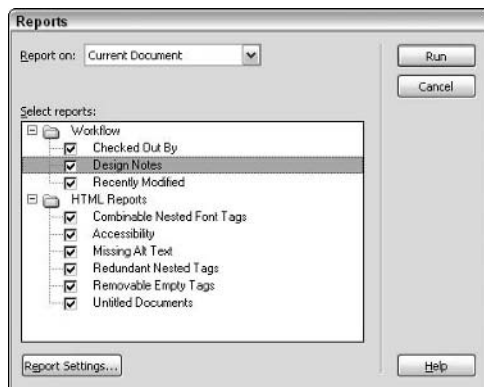 Reports
Report on: Current Document
Run
Cancel
Select reports:
Workflow
Checked Out By
Design Notes
Recently Modified
HTML Reports
Combinable Nested Font Tags
Accessibility
Missing Alt Text
Redundant Nested Tags
Removable Empty Tags
Untitled Documents
Report Settings...
Help